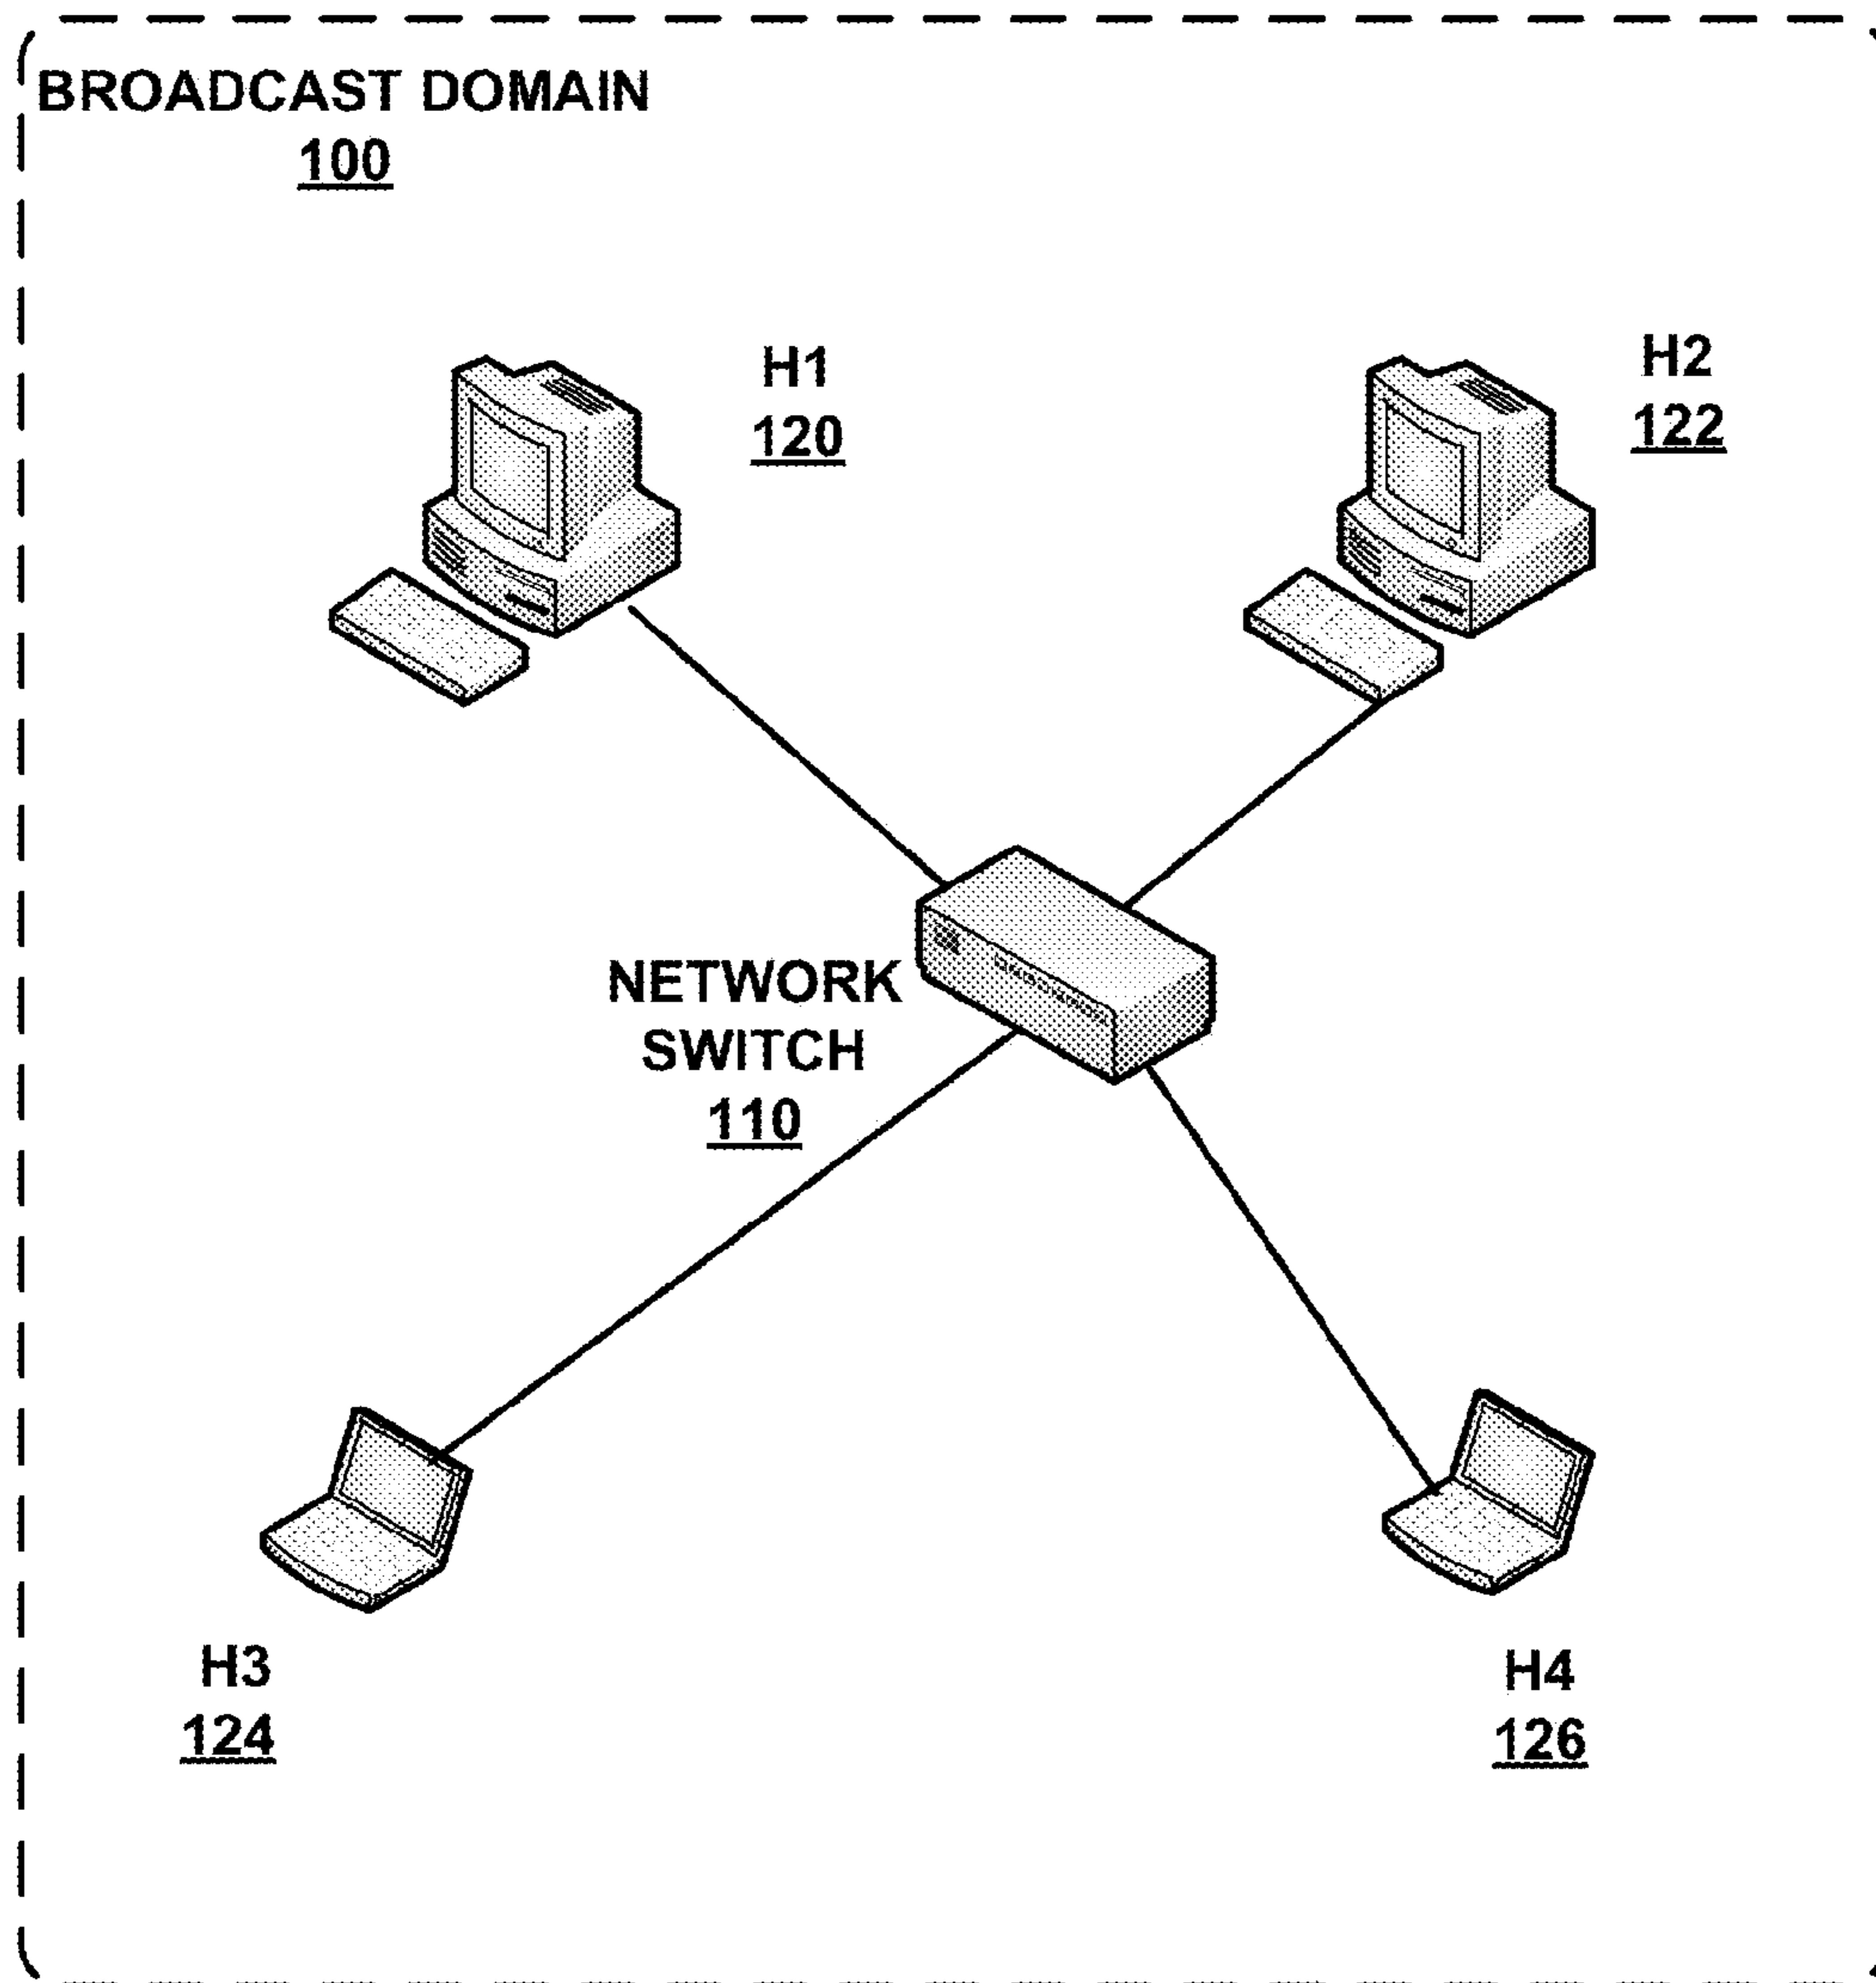 BROADCAST DOMAIN
100
H1
120
H2
122
NETWORK
SWITCH
110
H3
124
H4
126